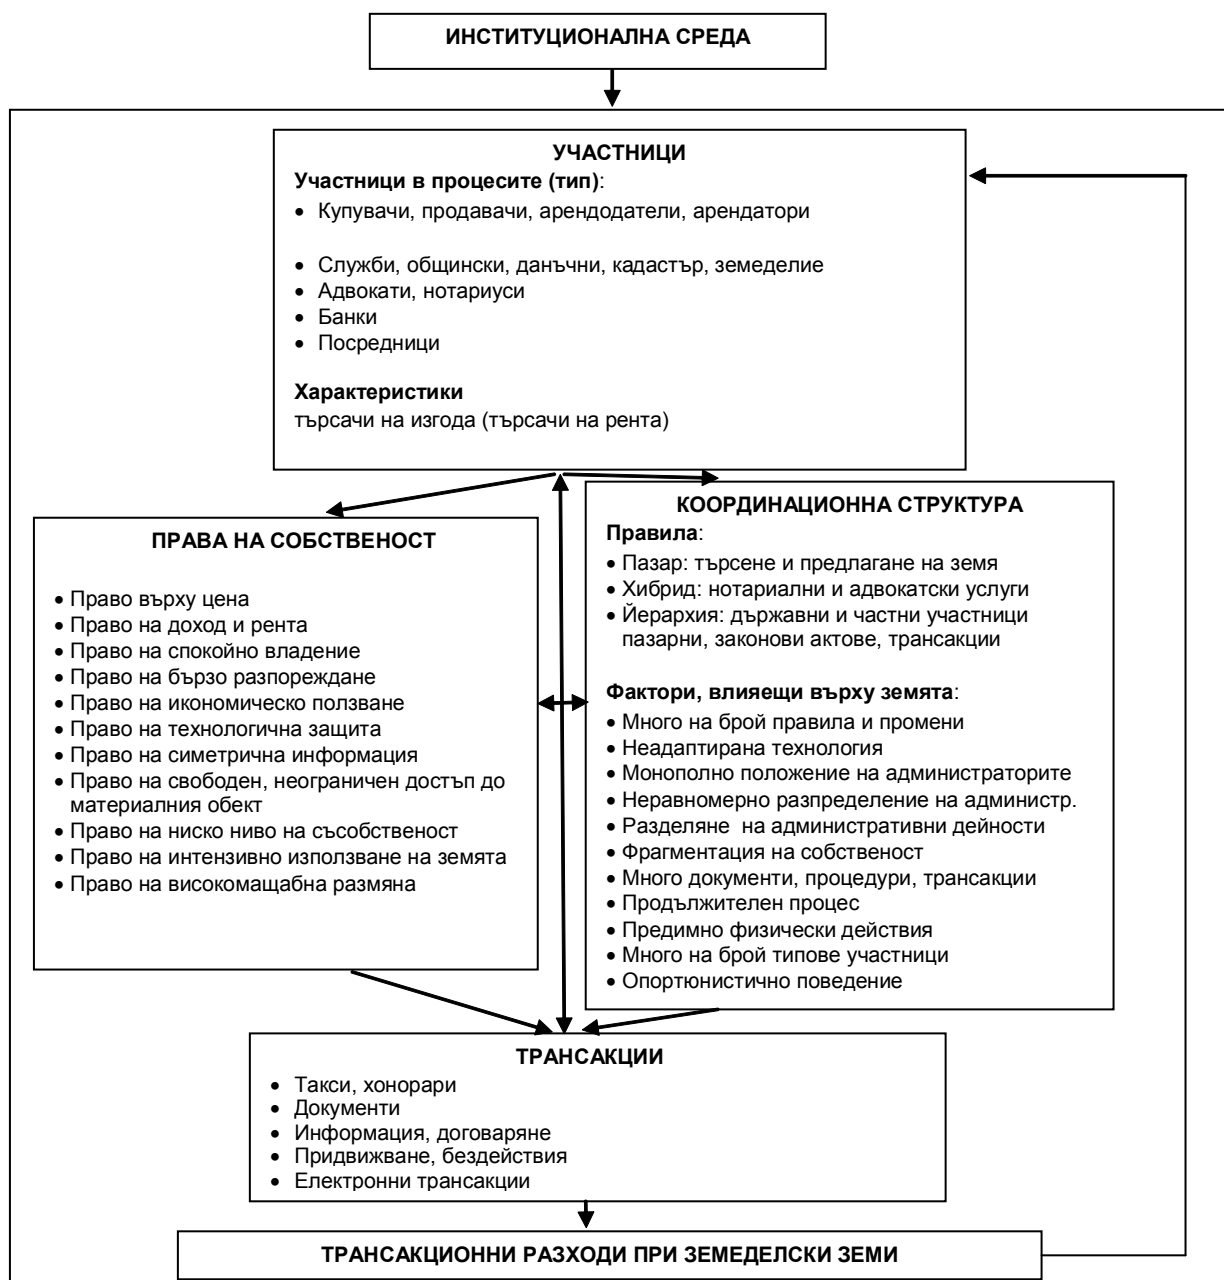 ИНСТИТУЦИОНАЛНА СРЕДА
УЧАСТНИЦИ
Участници в процесите (тип):
• Купувачи, продавачи, арендодатели, арендатори
• Служби, общински, данъчни, кадастър, земеделие
• Адвокати, нотариуси
• Банки
• Посредници
Характеристики
търсачи на изгода (търсачи на рента)
ПРАВА НА СОБСТВЕНОСТ
• Право върху цена
• Право на доход и рента
• Право на спокойно владение
• Право на бързо разпореждане
• Право на икономическо ползване
• Право на технологична защита
• Право на симетрична информация
• Право на свободен, неограничен достъп до
материалния обект
• Право на ниско ниво на съсобственост
• Право на интензивно използване на земята
• Право на високомащабна размяна
КООРДИНАЦИОННА СТРУКТУРА
Правила:
• Пазар: търсене и предлагане на земя
• Хибрид: нотариални и адвокатски услуги
• Йерархия: държавни и частни участници
пазарни, законови актове, трансакции
Фактори, влияещи върху земята:
• Много на брой правила и промени
• Неадаптирана технология
• Монополно положение на администраторите
• Неравномерно разпределение на администр.
• Разделяне на административни дейности
• Фрагментация на собственост
• Много документи, процедури, трансакции
• Продължителен процес
• Предимно физически действия
• Много на брой типове участници
• Опортюнистично поведение
ТРАНСАКЦИИ
• Такси, хонорари
• Документи
• Информация, договаряне
• Придвижване, бездействия
• Електронни трансакции
ТРАНСАКЦИОННИ РАЗХОДИ ПРИ ЗЕМЕДЕЛСКИ ЗЕМИ